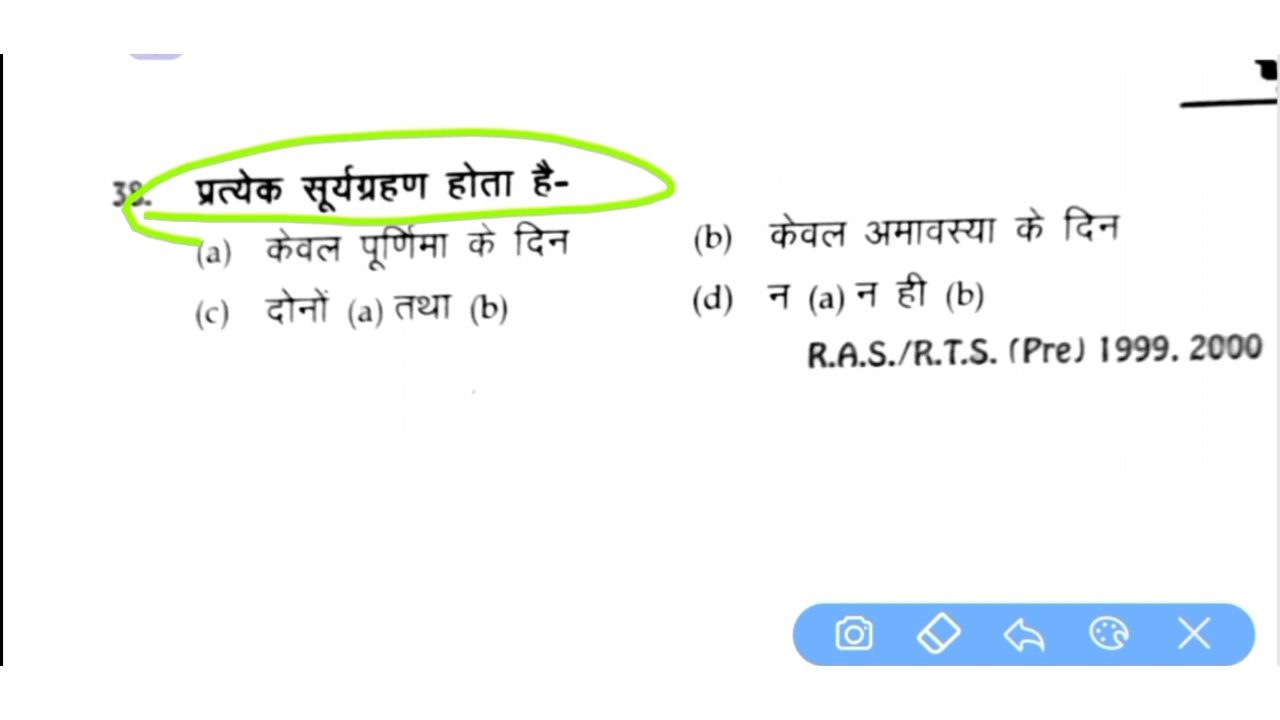 38. प्रत्येक सूर्यग्रहण होता है-
(a) केवल पूर्णिमा के दिन (b) केवल अमावस्या के दिन
(c) दोनों (a) तथा (b) (d) न (a) न ही (b)
R.A.S./R.T.S. (Pre) 1999. 2000